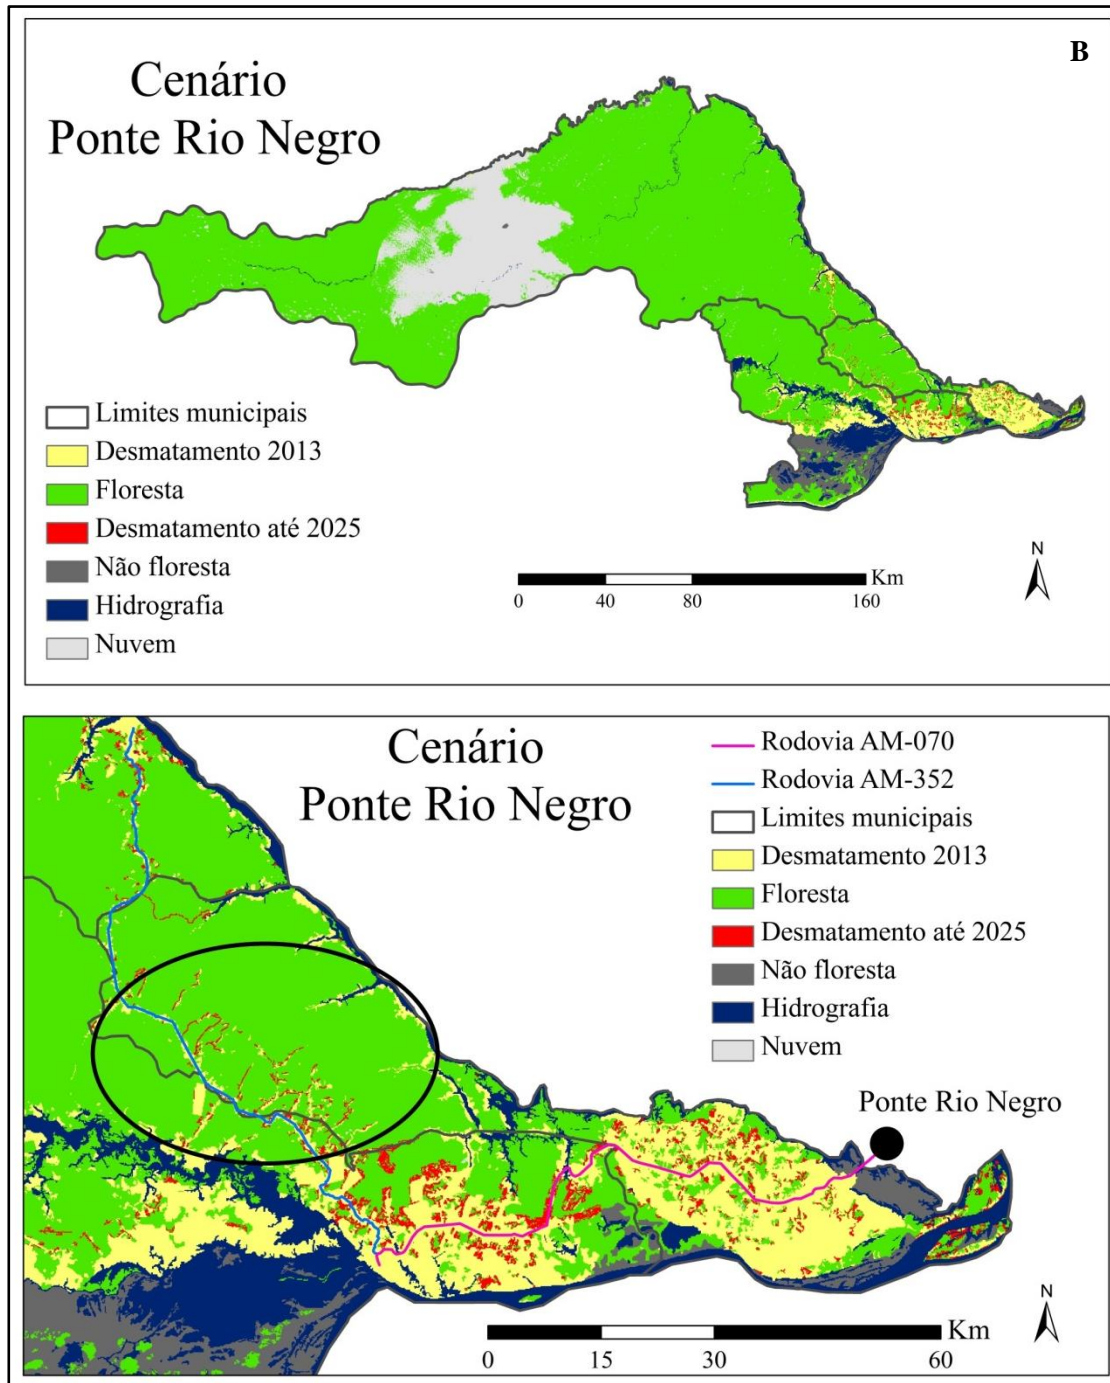 B
Cenário
Ponte Rio Negro
Limites municipais
Desmatamento 2013
Floresta
Desmatamento até 2025
Não floresta
Hidrografia
Nuvem
N
Km
0 40 80 160
Cenário
Ponte Rio Negro
Rodovia AM-070
Rodovia AM-352
Limites municipais
Desmatamento 2013
Floresta
Desmatamento até 2025
Não floresta
Hidrografia
Nuvem
Ponte Rio Negro
N
Km
0 15 30 60